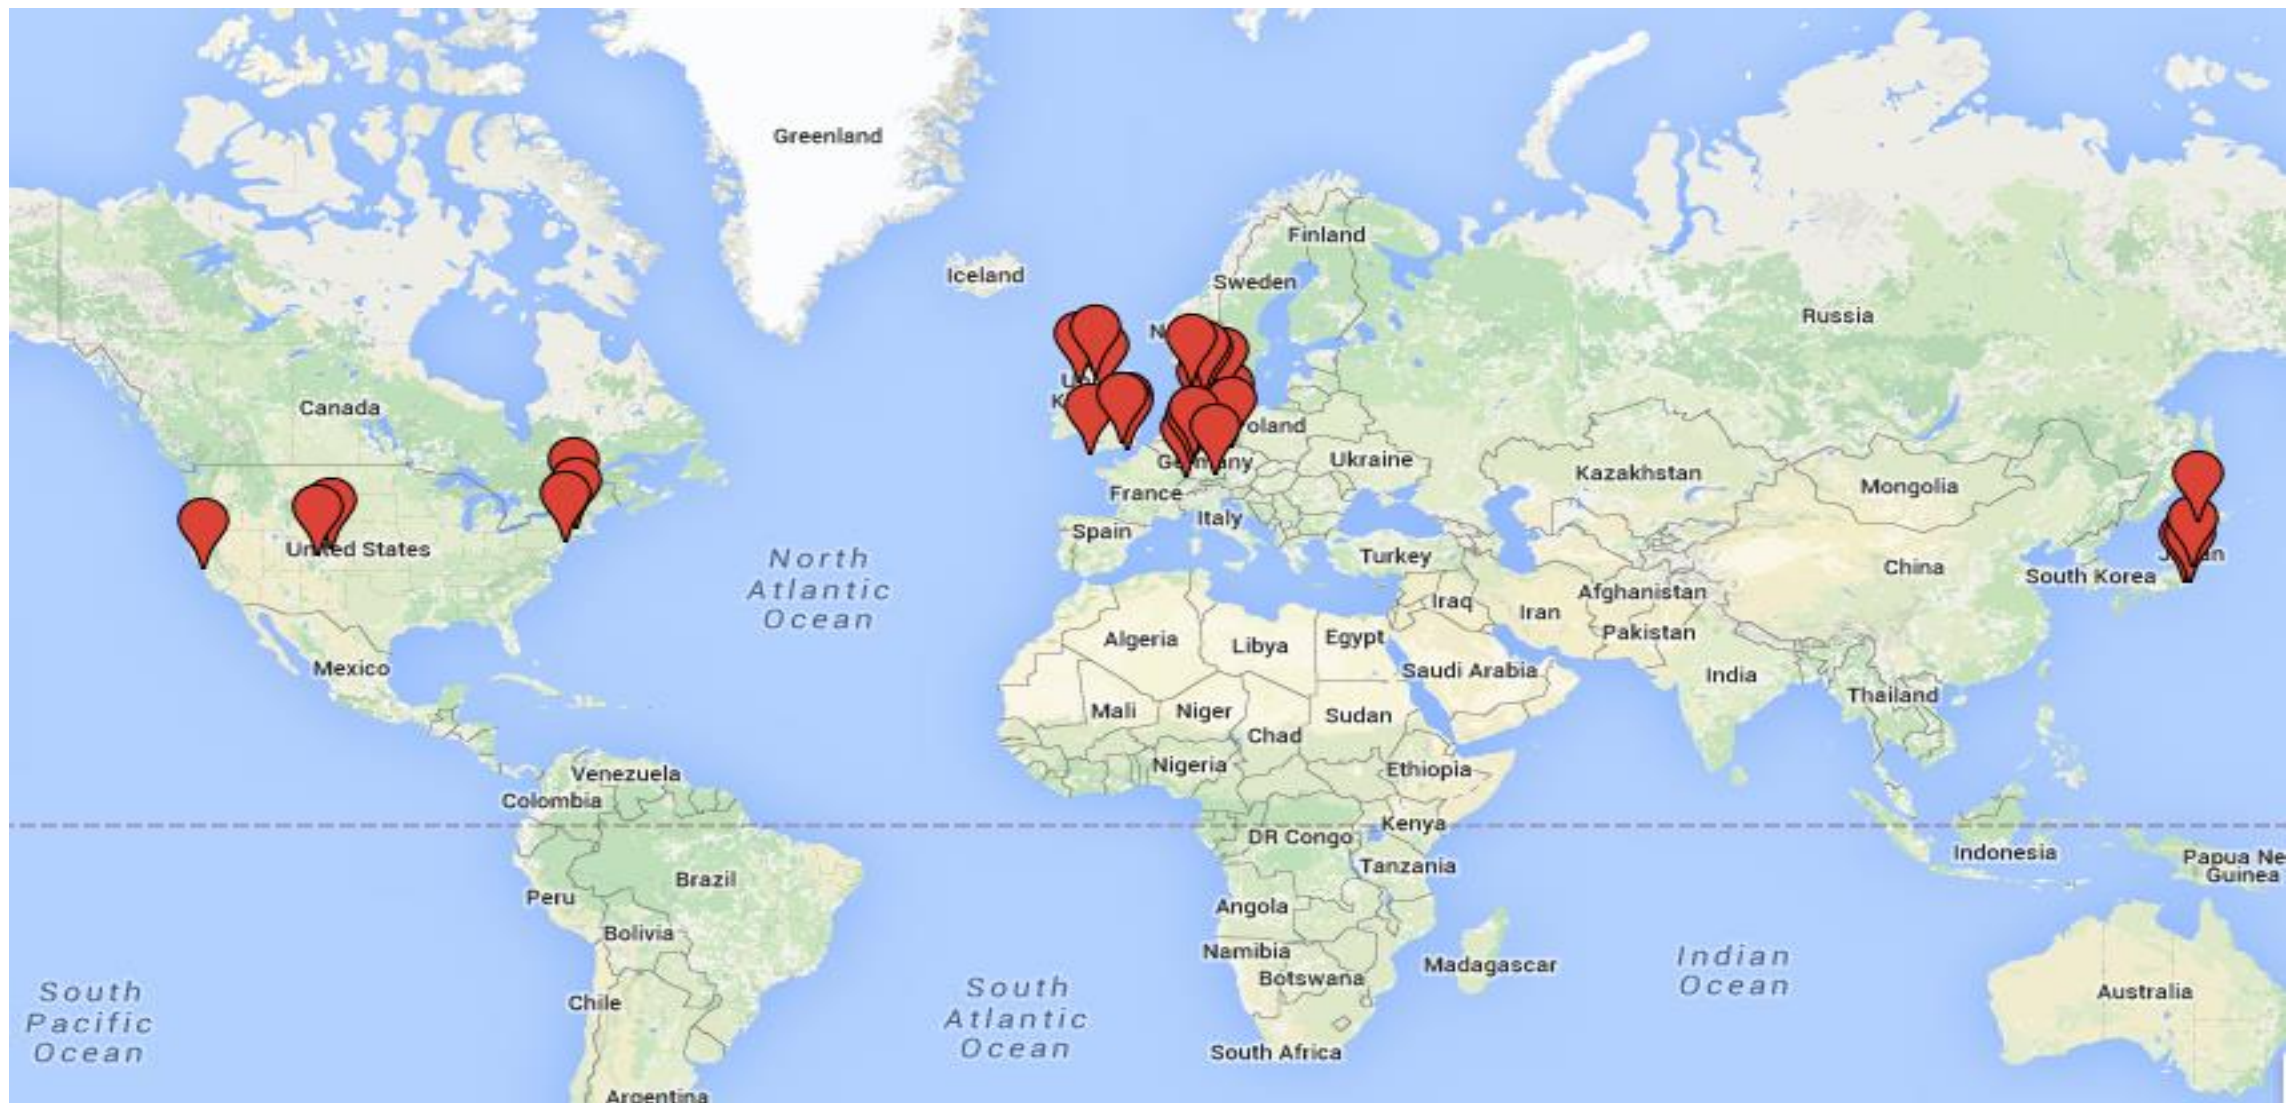 Greenland
Finland
Iceland
Sweden
Russia
Canada
Poland
Germany
Ukraine
Kazakhstan
Mongolia
France
Italy
Spain
United States
North
Atlantic
Ocean
Turkey
China
South Korea
Japan
Afghanistan
Iraq
Iran
Pakistan
Algeria
Libya
Egypt
Mexico
Saudi Arabia
India
Thailand
Mali
Niger
Sudan
Chad
Nigeria
Ethiopia
Venezuela
Colombia
Kenya
DR Congo
Indonesia
Papua Ne
Guinea
Tanzania
Brazil
Peru
Angola
Bolivia
Namibia
Madagascar
Indian
Ocean
Botswana
South
Pacific
Ocean
Chile
South
Atlantic
Ocean
Australia
South Africa
Argentina